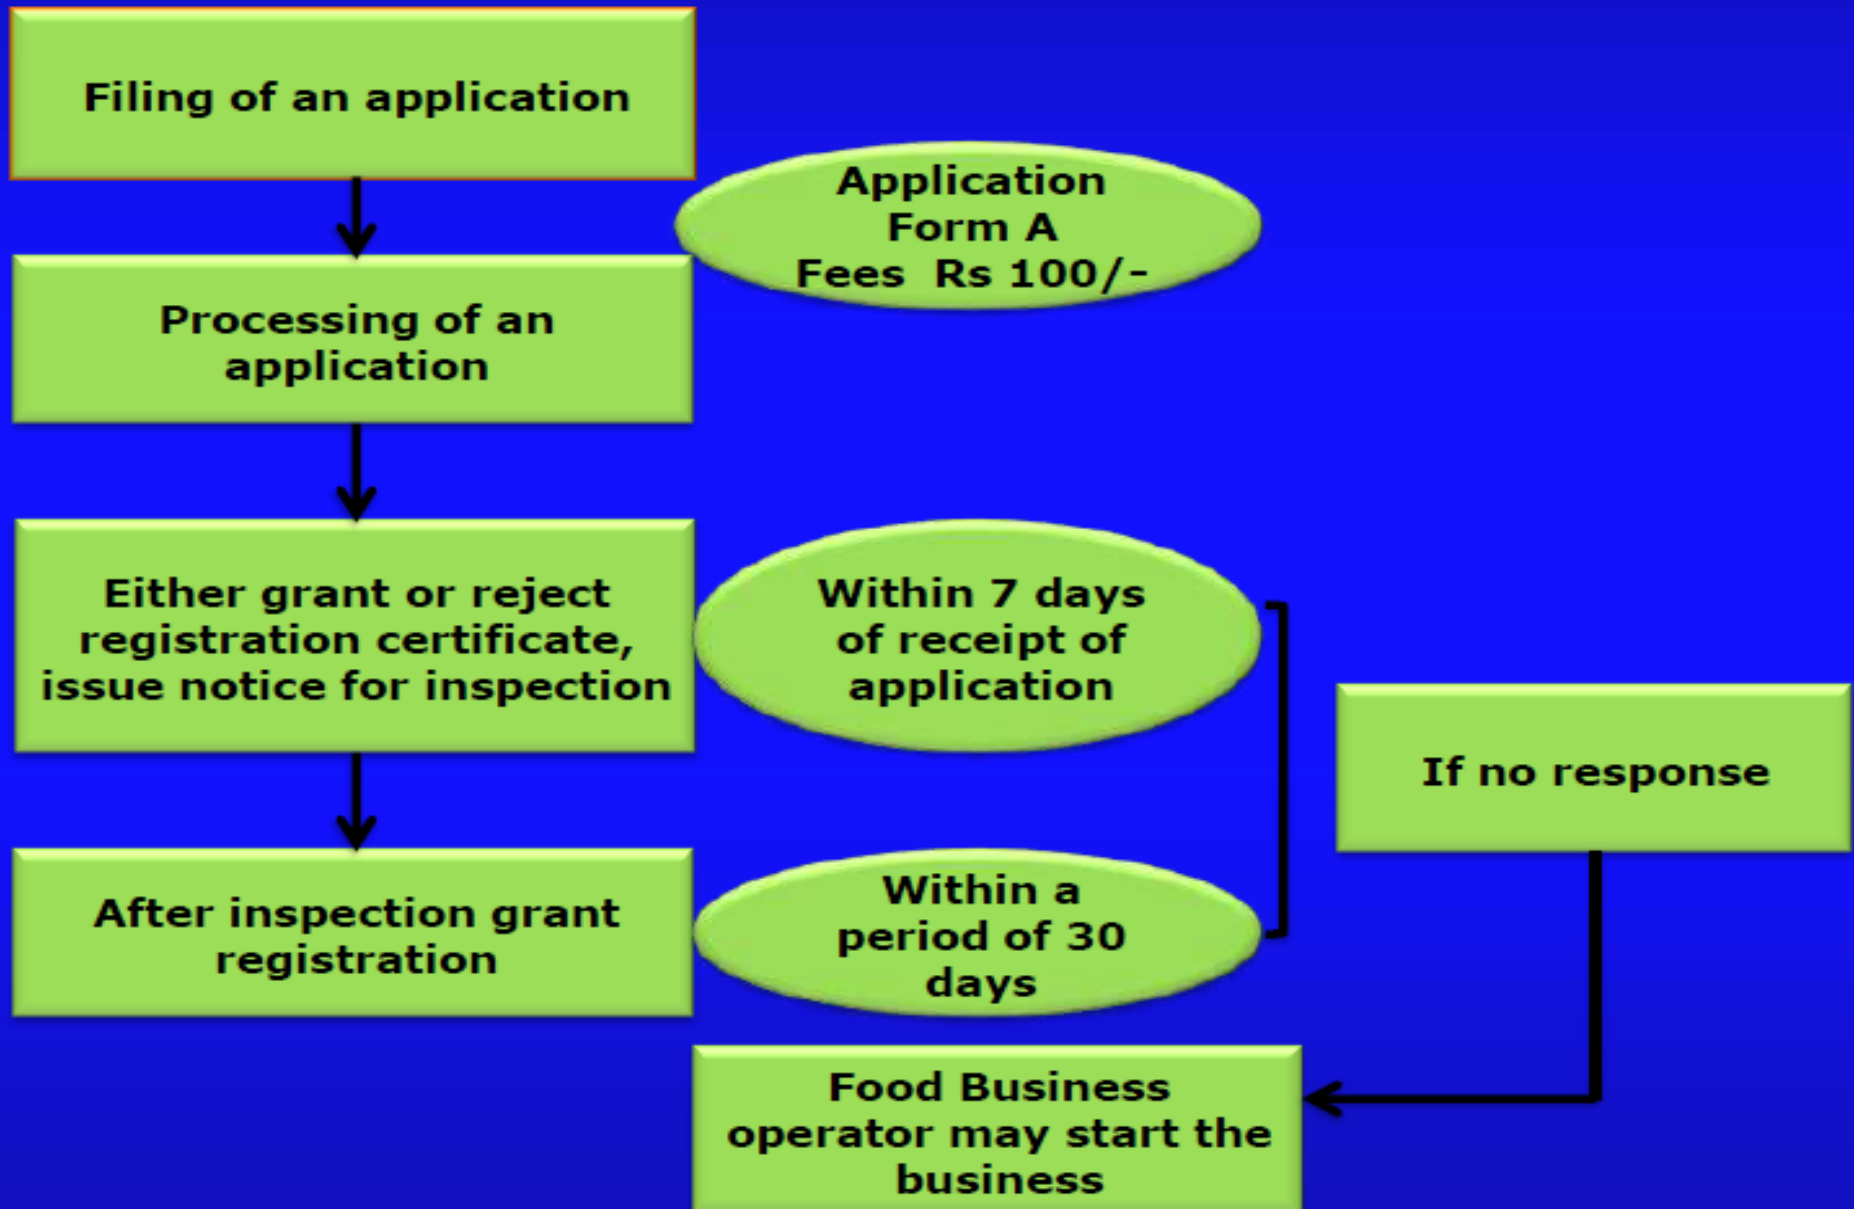 Filing of an application
Application
Form A
Fees Rs 100/-
Processing of an
application
Either grant or reject
registration certificate,
issue notice for inspection
Within 7 days
of receipt of
application
If no response
After inspection grant
registration
Within a
period of 30
days
Food Business
operator may start the
business